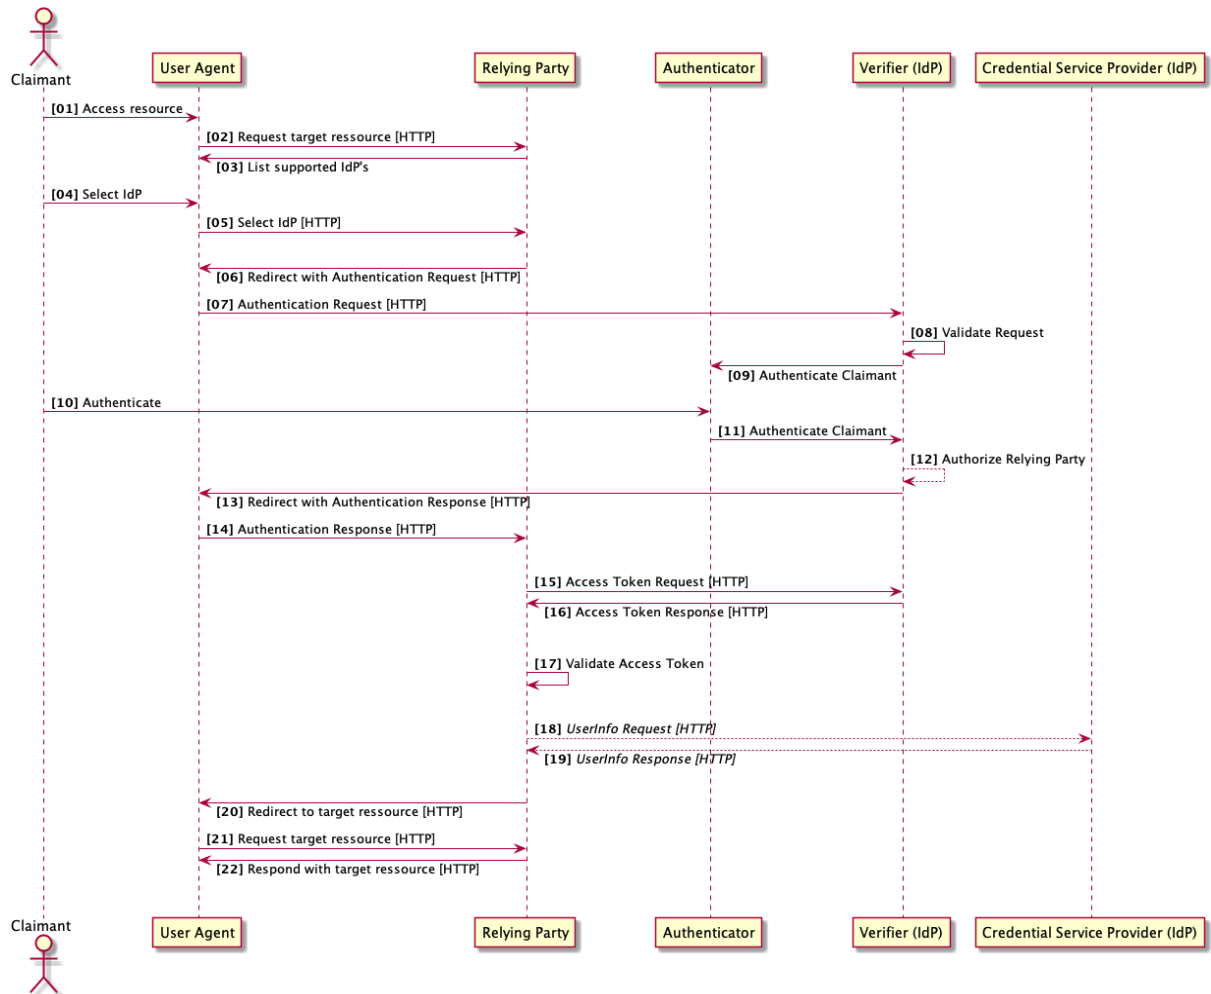 Claimant
User Agent
Relying Party
Authenticator
Verifier (IdP)
Credential Service Provider (IdP)
[01] Access resource
[02] Request target ressource [HTTP]
[03] List supported IdP's
[04] Select IdP
[05] Select IdP [HTTP]
[06] Redirect with Authentication Request [HTTP]
[07] Authentication Request [HTTP]
[08] Validate Request
[09] Authenticate Claimant
[10] Authenticate
[11] Authenticate Claimant
[12] Authorize Relying Party
[13] Redirect with Authentication Response [HTTP]
[14] Authentication Response [HTTP]
[15] Access Token Request [HTTP]
[16] Access Token Response [HTTP]
[17] Validate Access Token
[18] UserInfo Request [HTTP]
[19] UserInfo Response [HTTP]
[20] Redirect to target ressource [HTTP]
[21] Request target ressource [HTTP]
[22] Respond with target ressource [HTTP]
Claimant
User Agent
Relying Party
Authenticator
Verifier (IdP)
Credential Service Provider (IdP)